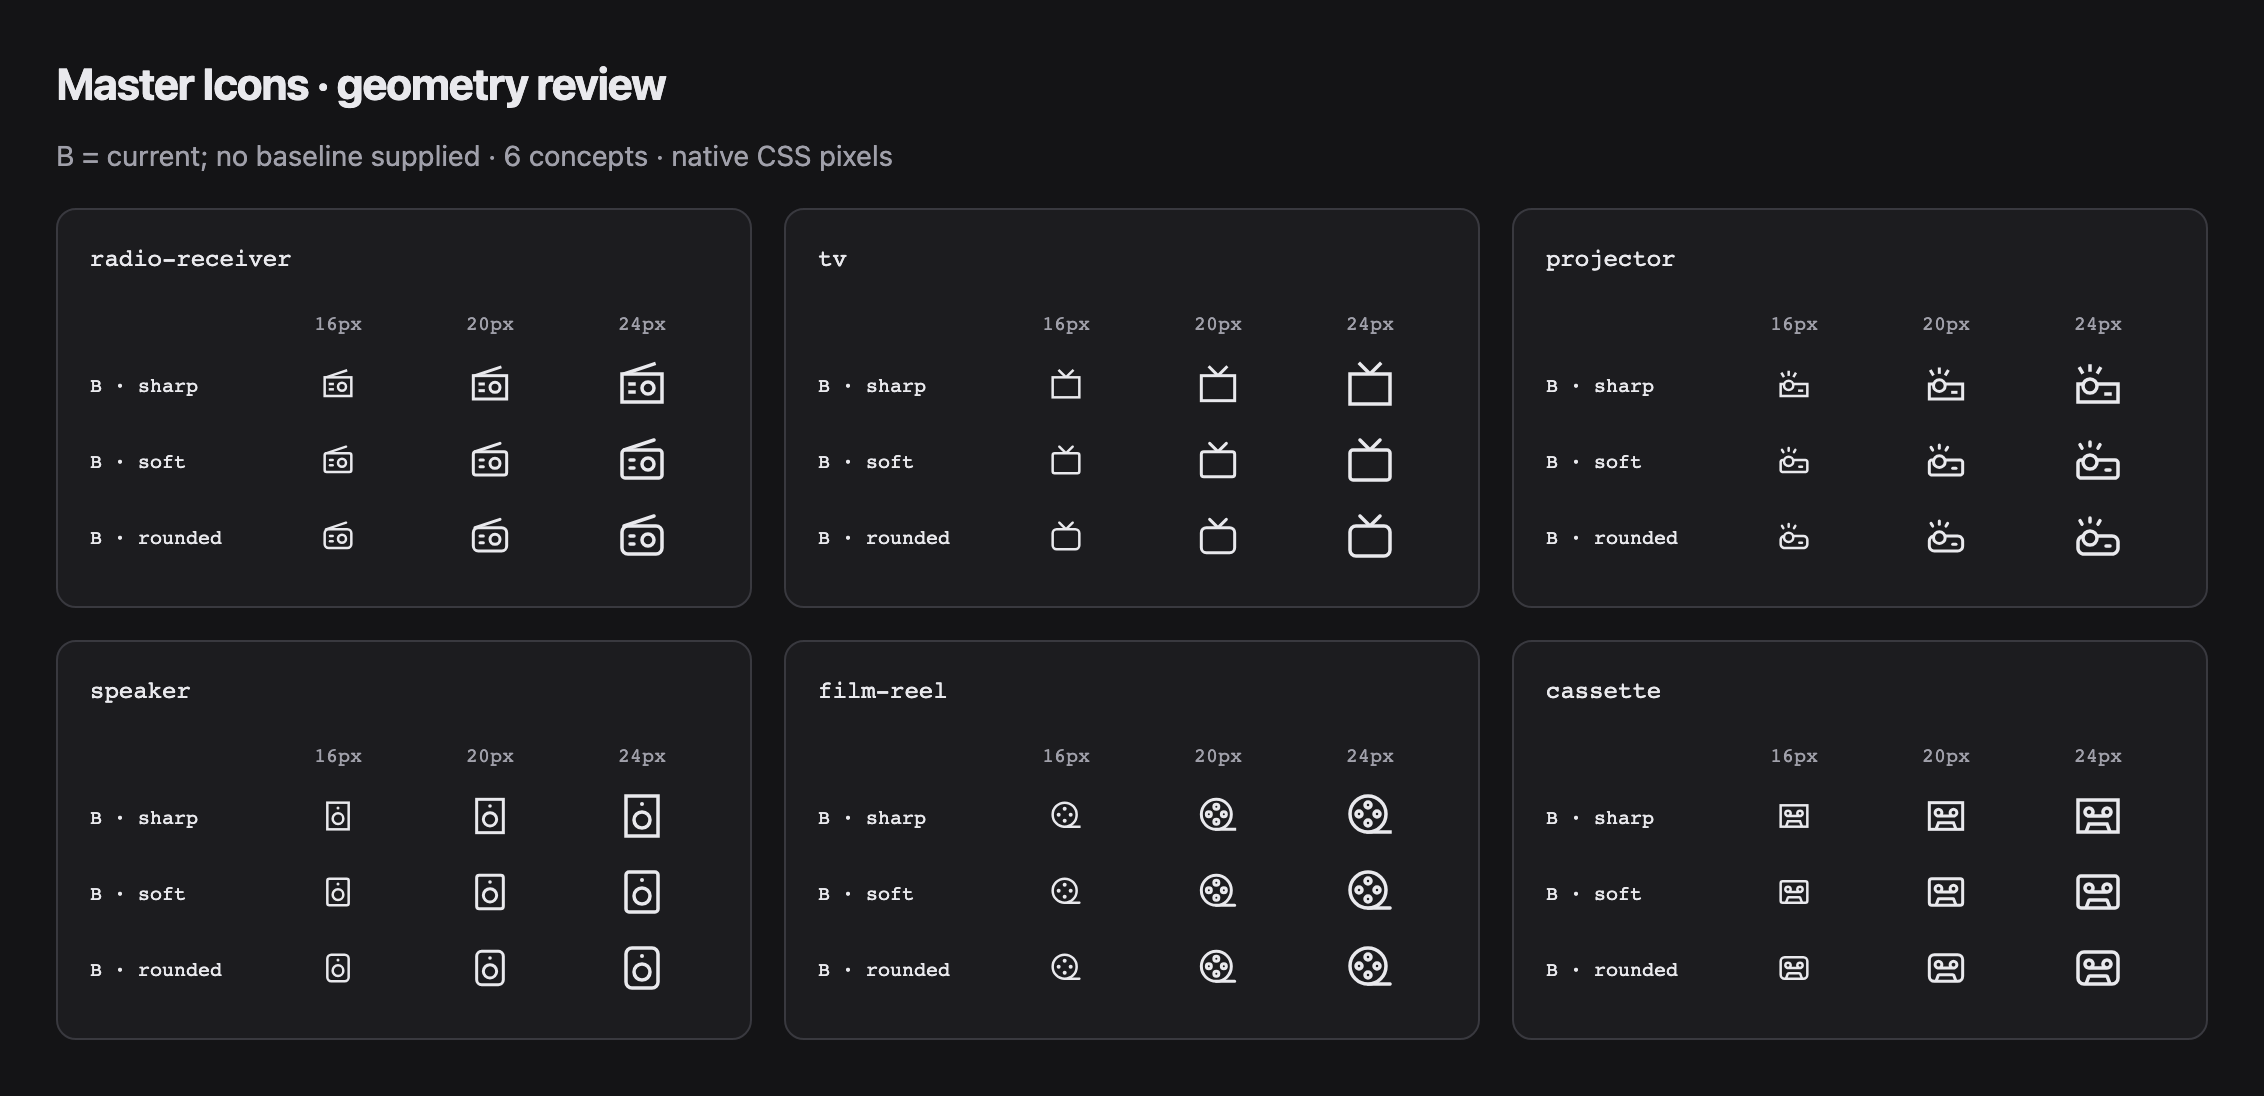 Master Icons · geometry review
B = current; no baseline supplied · 6 concepts · native CSS pixels
radio-receiver
16px 20px 24px
B · sharp
B · soft
B · rounded
tv
16px 20px 24px
B · sharp
B · soft
B · rounded
projector
16px 20px 24px
B · sharp
B · soft
B · rounded
speaker
16px 20px 24px
B · sharp
B · soft
B · rounded
film-reel
16px 20px 24px
B · sharp
B · soft
B · rounded
cassette
16px 20px 24px
B · sharp
B · soft
B · rounded